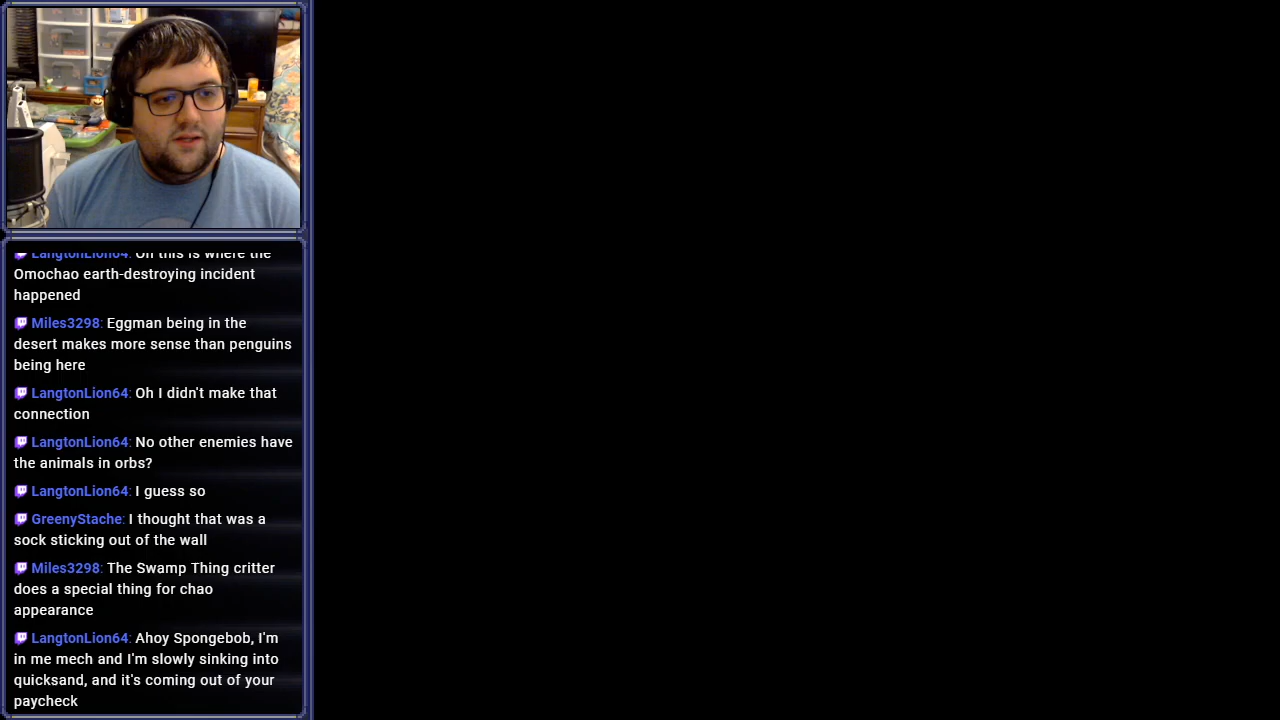 LangtonLion64: Oh this is where the
Omochao earth-destroying incident
happened
Miles3298: Eggman being in the
desert makes more sense than penguins
being here
LangtonLion64: Oh I didn't make that
connection
LangtonLion64: No other enemies have
the animals in orbs?
LangtonLion64: I guess so
GreenyStache: I thought that was a
sock sticking out of the wall
Miles3298: The Swamp Thing critter
does a special thing for chao
appearance
LangtonLion64: Ahoy Spongebob, I'm
in me mech and I'm slowly sinking into
quicksand, and it's coming out of your
paycheck